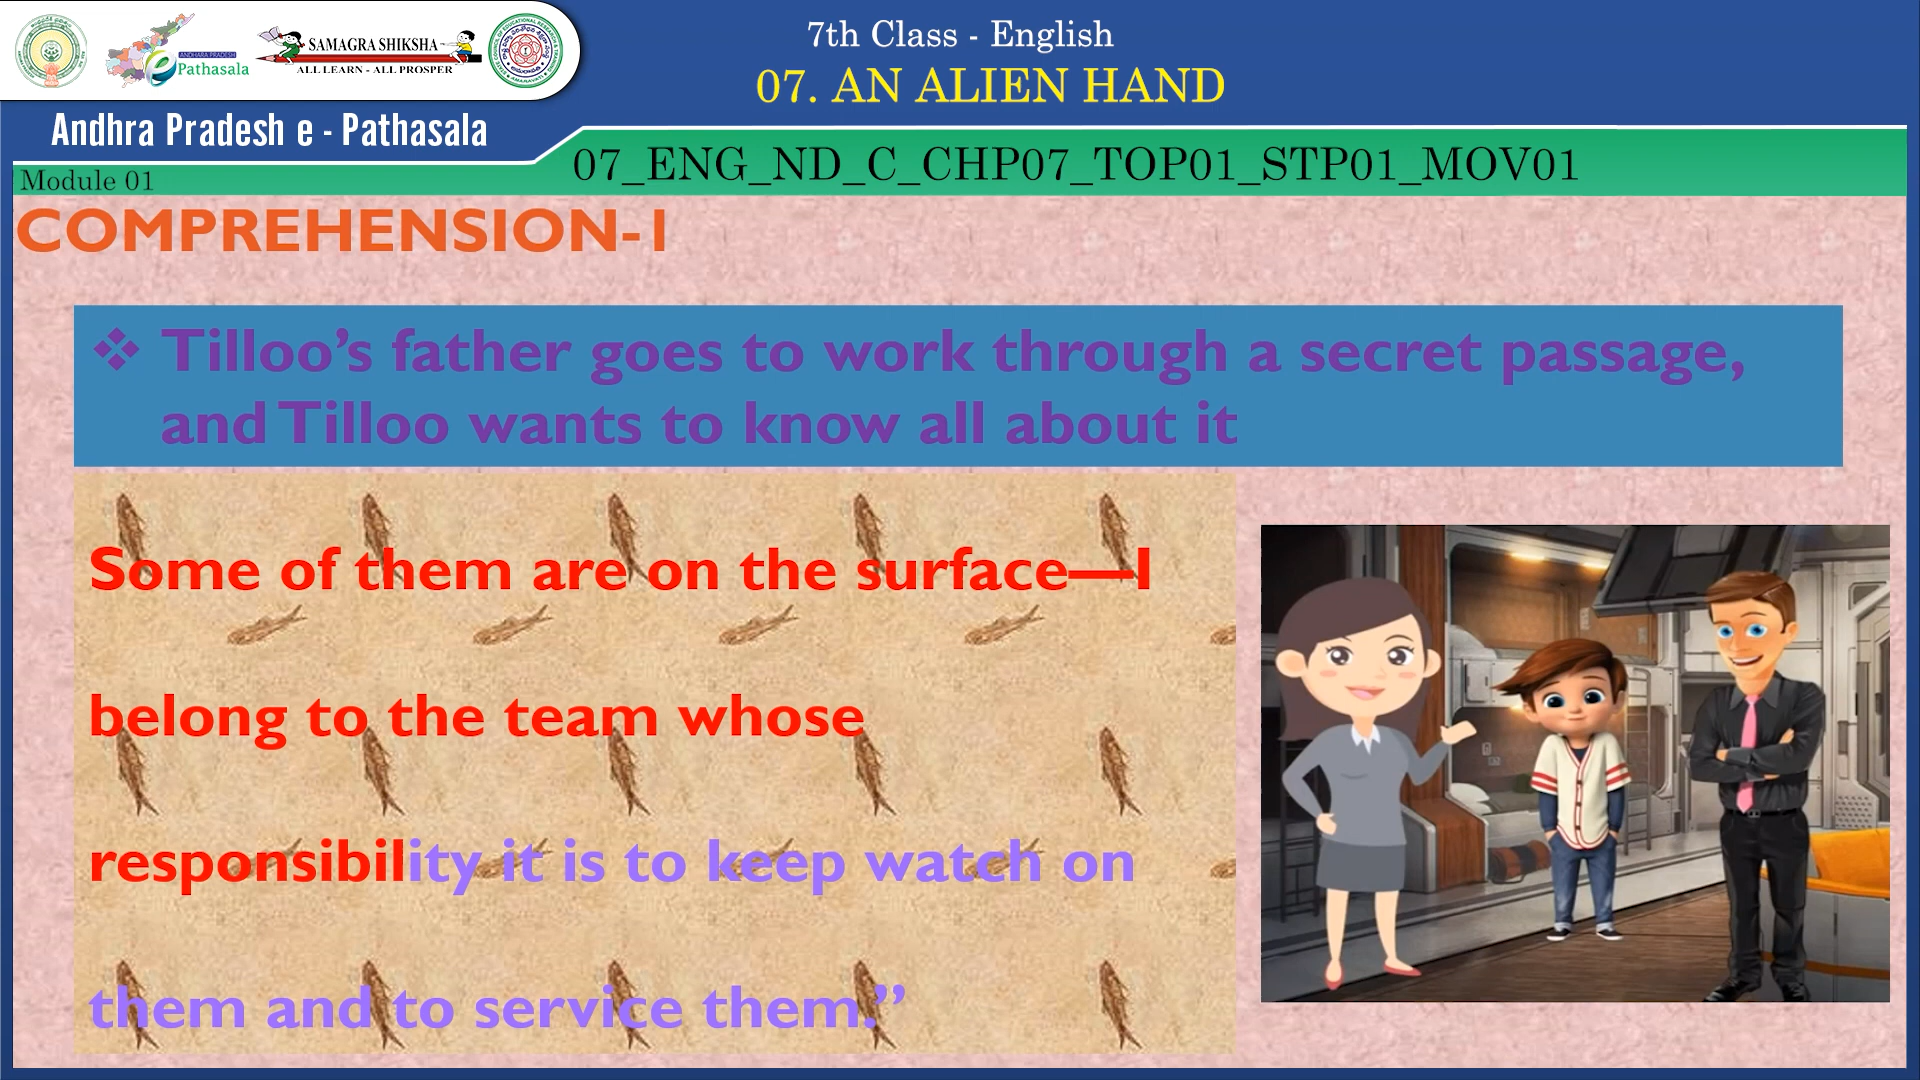 ANDHRA PRADESH
Pathasala
SAMAGRA SHIKSHA
ALL LEARN - ALL PROSPER
7th Class - English
07. AN ALIEN HAND
Andhra Pradesh e - Pathasala
07_ENG_ND_C_CHP07_TOP01_STP01_MOV01
Module 01
COMPREHENSION-1
❖ Tilloo’s father goes to work through a secret passage,
and Tilloo wants to know all about it
Some of them are on the surface—I
belong to the team whose
responsibility it is to keep watch on
them and to service them.”